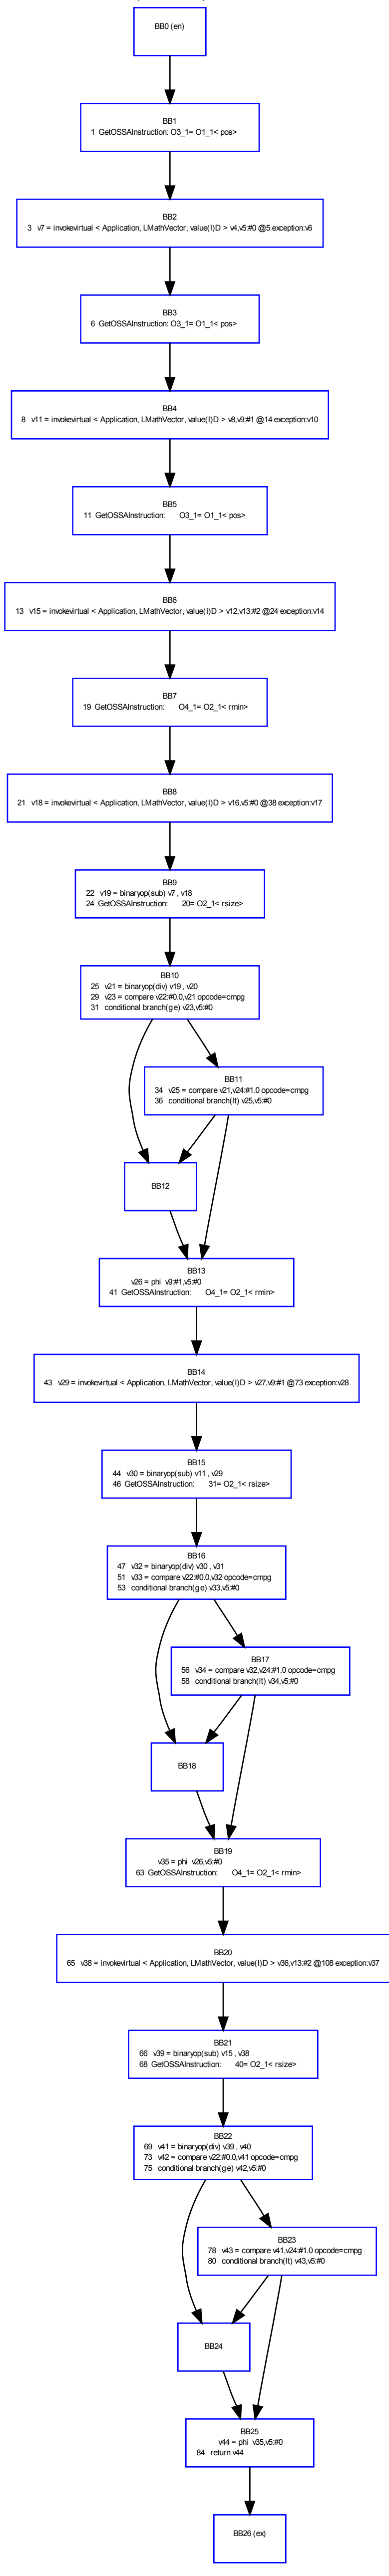 BB0 (en)
BB1
1 GetOSSAInstruction: O3_1= O1_1< pos>
BB2
3 v7 = invokevirtual < Application, LMathVector, value(I)D > v4,v5:#0 @5 exception:v6
BB3
6 GetOSSAInstruction: O3_1= O1_1< pos>
BB4
8 v11 = invokevirtual < Application, LMathVector, value(I)D > v8,v9:#1 @14 exception:v10
BB5
11 GetOSSAInstruction: O3_1= O1_1< pos>
BB6
13 v15 = invokevirtual < Application, LMathVector, value(I)D > v12,v13:#2 @24 exception:v14
BB7
19 GetOSSAInstruction: O4_1= O2_1< rmin>
BB8
21 v18 = invokevirtual < Application, LMathVector, value(I)D > v16,v5:#0 @38 exception:v17
BB9
22 v19 = binaryop(sub) v7 , v18
24 GetOSSAInstruction: 20= O2_1< rsize>
BB10
25 v21 = binaryop(div) v19 , v20
29 v23 = compare v22:#0.0,v21 opcode=cmpg
31 conditional branch(ge) v23,v5:#0
BB11
34 v25 = compare v21,v24:#1.0 opcode=cmpg
36 conditional branch(lt) v25,v5:#0
BB12
BB13
v26 = phi v9:#1,v5:#0
41 GetOSSAInstruction: O4_1= O2_1< rmin>
BB14
43 v29 = invokevirtual < Application, LMathVector, value(I)D > v27,v9:#1 @73 exception:v28
BB15
44 v30 = binaryop(sub) v11 , v29
46 GetOSSAInstruction: 31= O2_1< rsize>
BB16
47 v32 = binaryop(div) v30 , v31
51 v33 = compare v22:#0.0,v32 opcode=cmpg
53 conditional branch(ge) v33,v5:#0
BB17
56 v34 = compare v32,v24:#1.0 opcode=cmpg
58 conditional branch(lt) v34,v5:#0
BB18
BB19
v35 = phi v26,v5:#0
63 GetOSSAInstruction: O4_1= O2_1< rmin>
BB20
65 v38 = invokevirtual < Application, LMathVector, value(I)D > v36,v13:#2 @108 exception:v37
BB21
66 v39 = binaryop(sub) v15 , v38
68 GetOSSAInstruction: 40= O2_1< rsize>
BB22
69 v41 = binaryop(div) v39 , v40
73 v42 = compare v22:#0.0,v41 opcode=cmpg
75 conditional branch(ge) v42,v5:#0
BB23
78 v43 = compare v41,v24:#1.0 opcode=cmpg
80 conditional branch(lt) v43,v5:#0
BB24
BB25
v44 = phi v35,v5:#0
84 return v44
BB26 (ex)